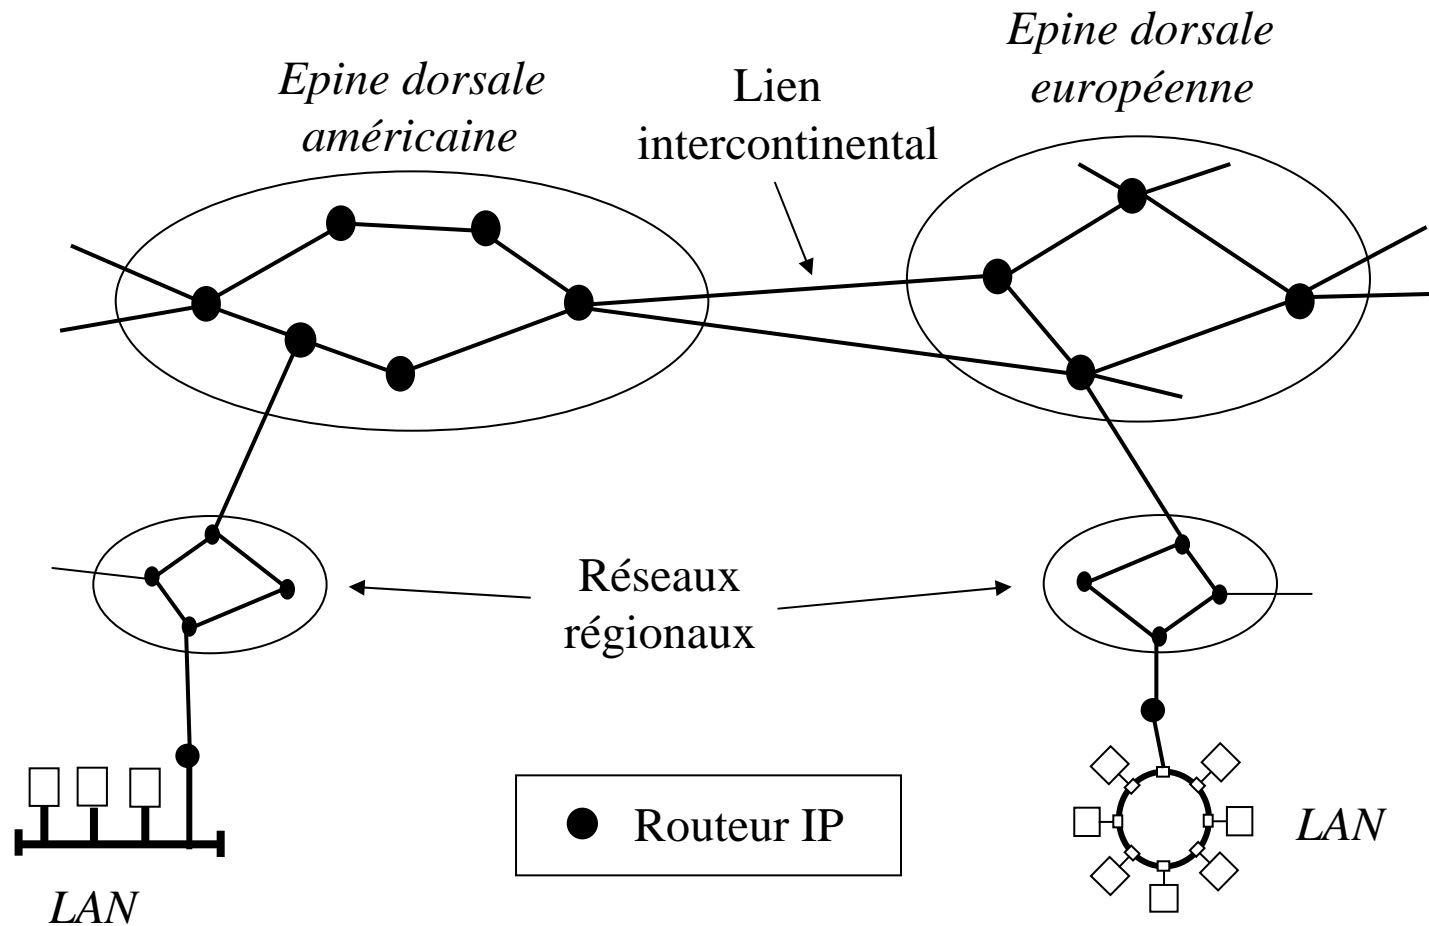 Epine dorsale
américaine
Lien
intercontinental
Epine dorsale
européenne
Réseaux
régionaux
Routeur IP
LAN
LAN